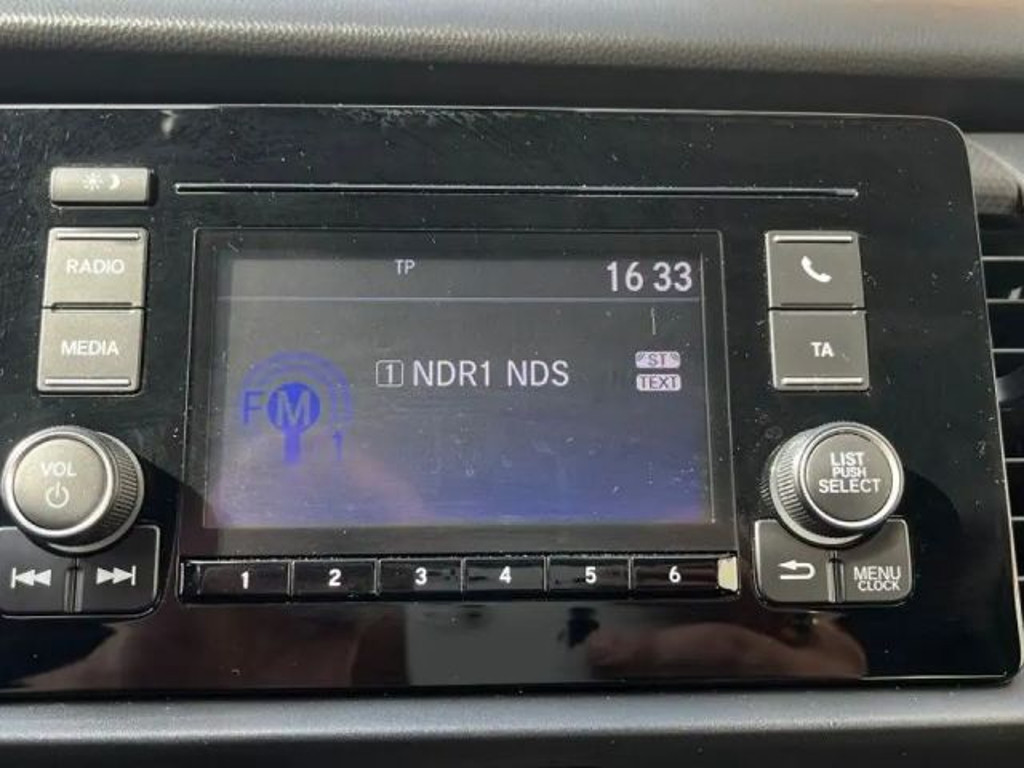 TP
16 33
RADIO
MEDIA
TA
1 NDR1 NDS
ST
TEXT
FM
1
VOL
LIST
PUSH
SELECT
1 2 3 4 5 6
MENU
CLOCK